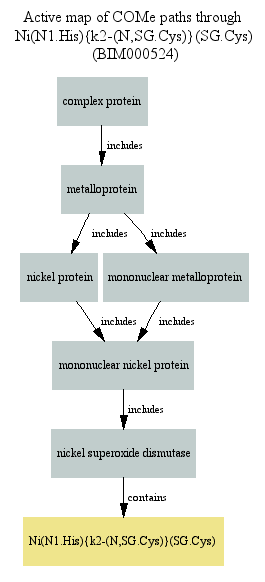 Active map of COMe paths through
Ni(N1.His){k2-(N,SG.Cys)}(SG.Cys)
(BIM000524)
complex protein
includes
metalloprotein
includes
includes
nickel protein
mononuclear metalloprotein
includes
includes
mononuclear nickel protein
includes
nickel superoxide dismutase
contains
Ni(N1.His){k2-(N,SG.Cys)}(SG.Cys)